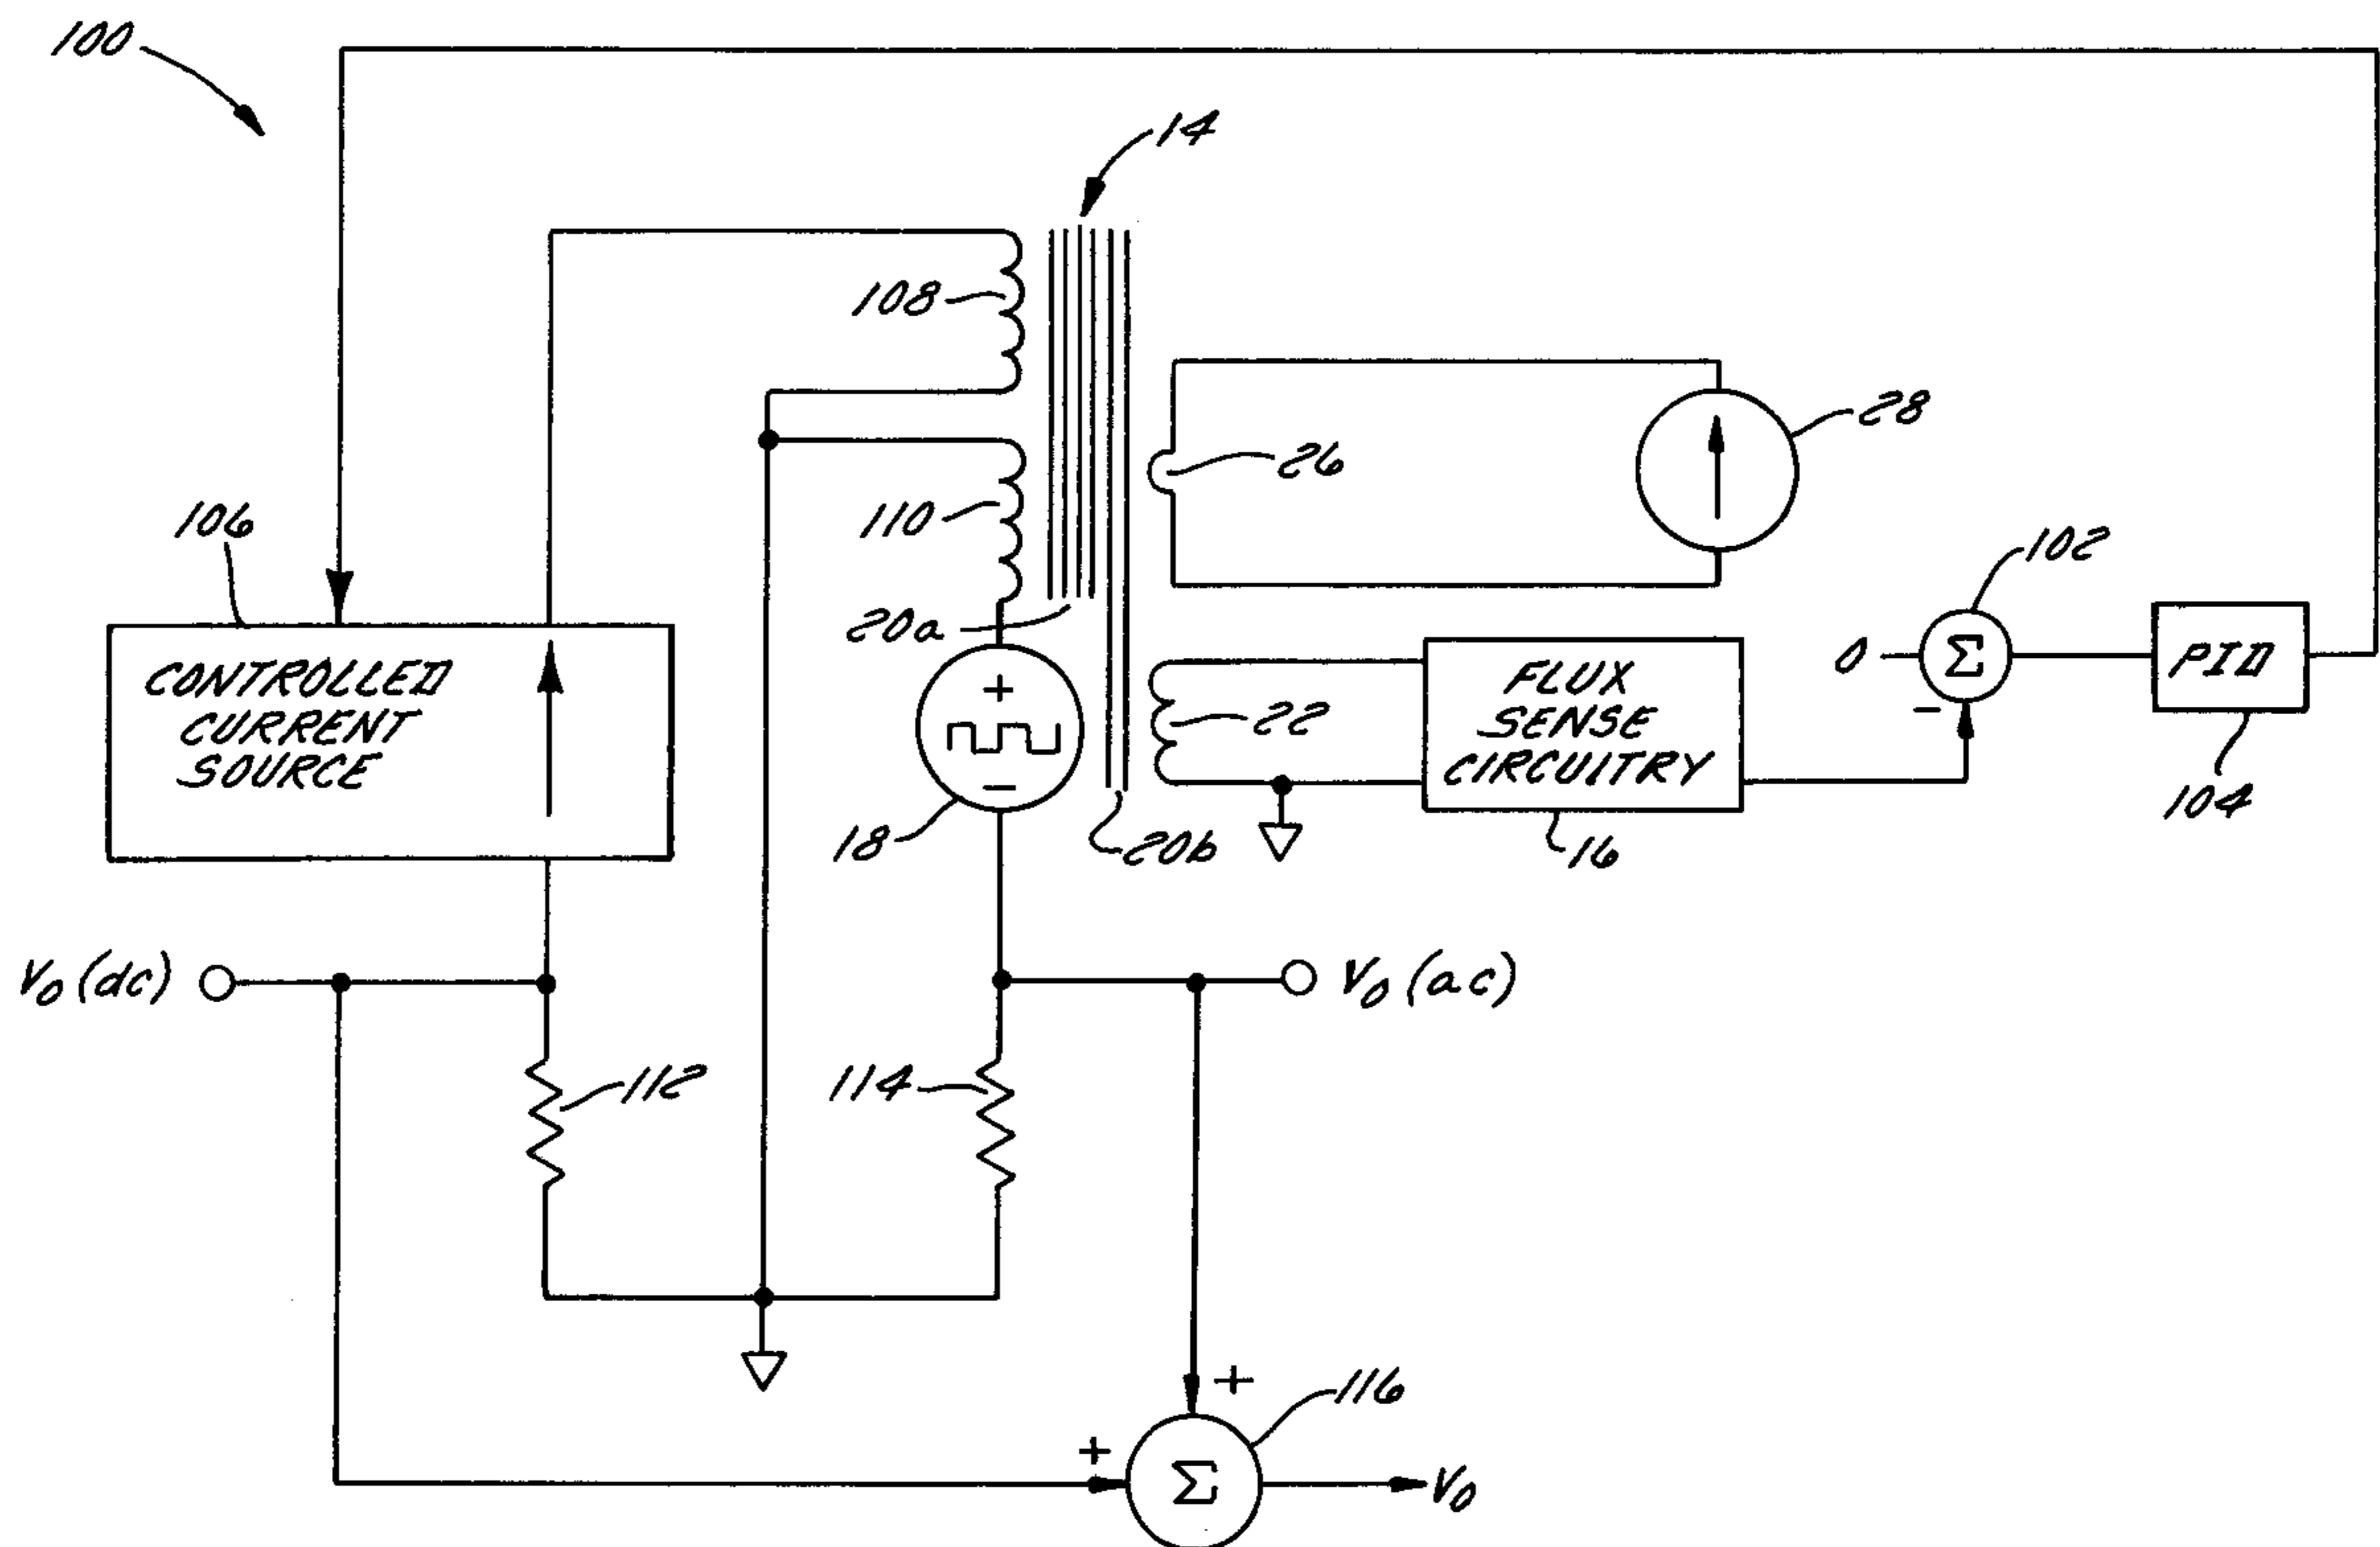 100
14
108
28
26
110
106
102
20a
0
Σ
PID
CONTROLLED
CURRENT
SOURCE
+
−
FLUX
SENSE
CIRCUITRY
22
−
18
20b
16
104
V0 (dc)
V0 (ac)
112
114
+
116
+
Σ
V0